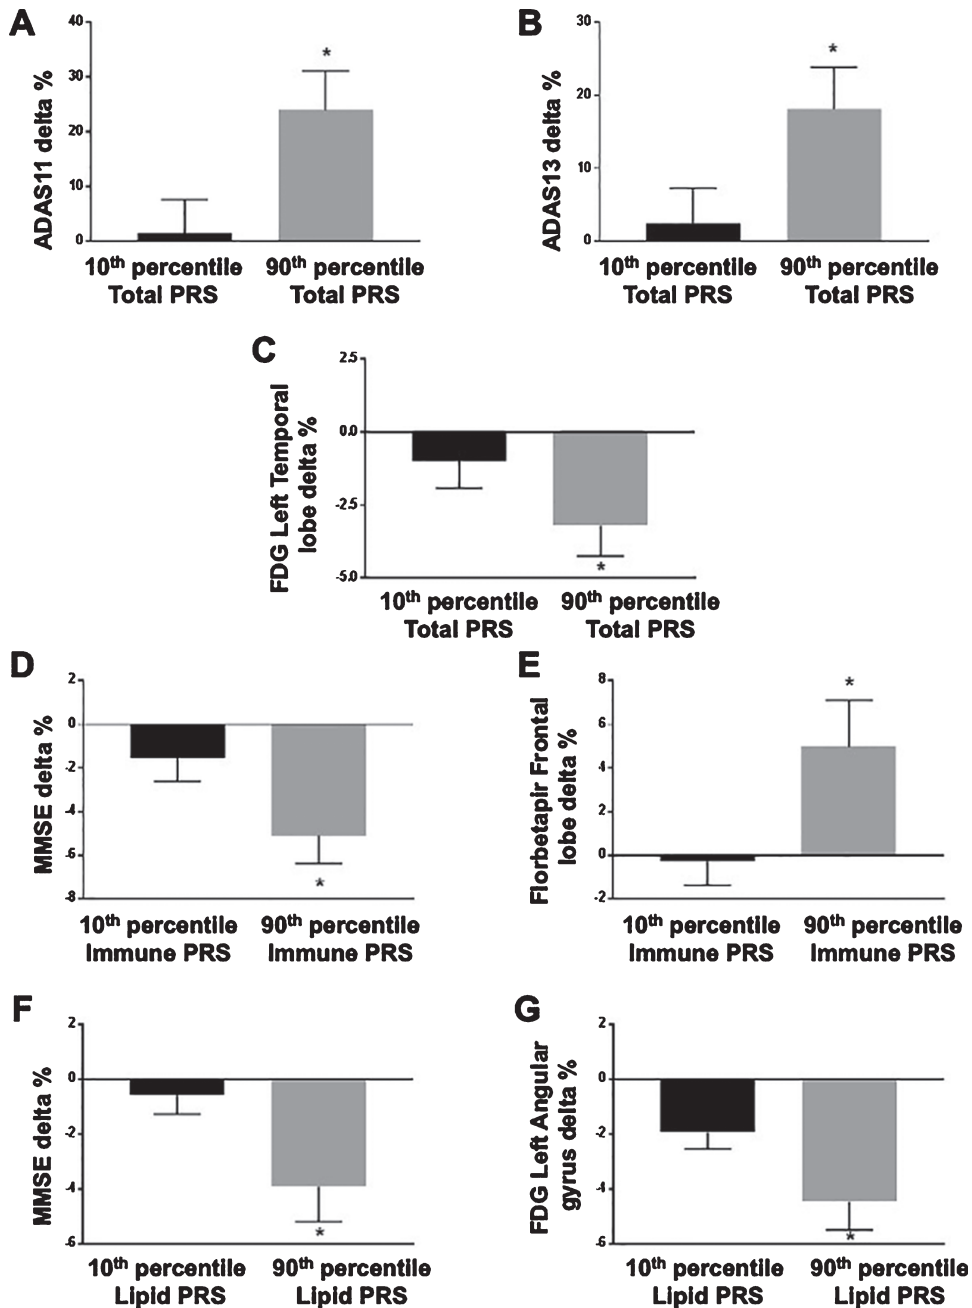 A
ADAS11 delta %
40
30
20
10
0
*
10th percentile
Total PRS
90th percentile
Total PRS
B
ADAS13 delta %
30
20
10
0
*
10th percentile
Total PRS
90th percentile
Total PRS
C
FDG Left Temporal
lobe delta %
2.5
0.0
-2.5
-5.0
*
10th percentile
Total PRS
90th percentile
Total PRS
D
MMSE delta %
2
0
-2
-4
-6
-8
*
10th percentile
Immune PRS
90th percentile
Immune PRS
E
Florbetapir Frontal
lobe delta %
8
6
4
2
0
-2
*
10th percentile
Immune PRS
90th percentile
Immune PRS
F
MMSE delta %
2
0
-2
-4
-6
*
10th percentile
Lipid PRS
90th percentile
Lipid PRS
G
FDG Left Angular
gyrus delta %
2
0
-2
-4
-6
*
10th percentile
Lipid PRS
90th percentile
Lipid PRS